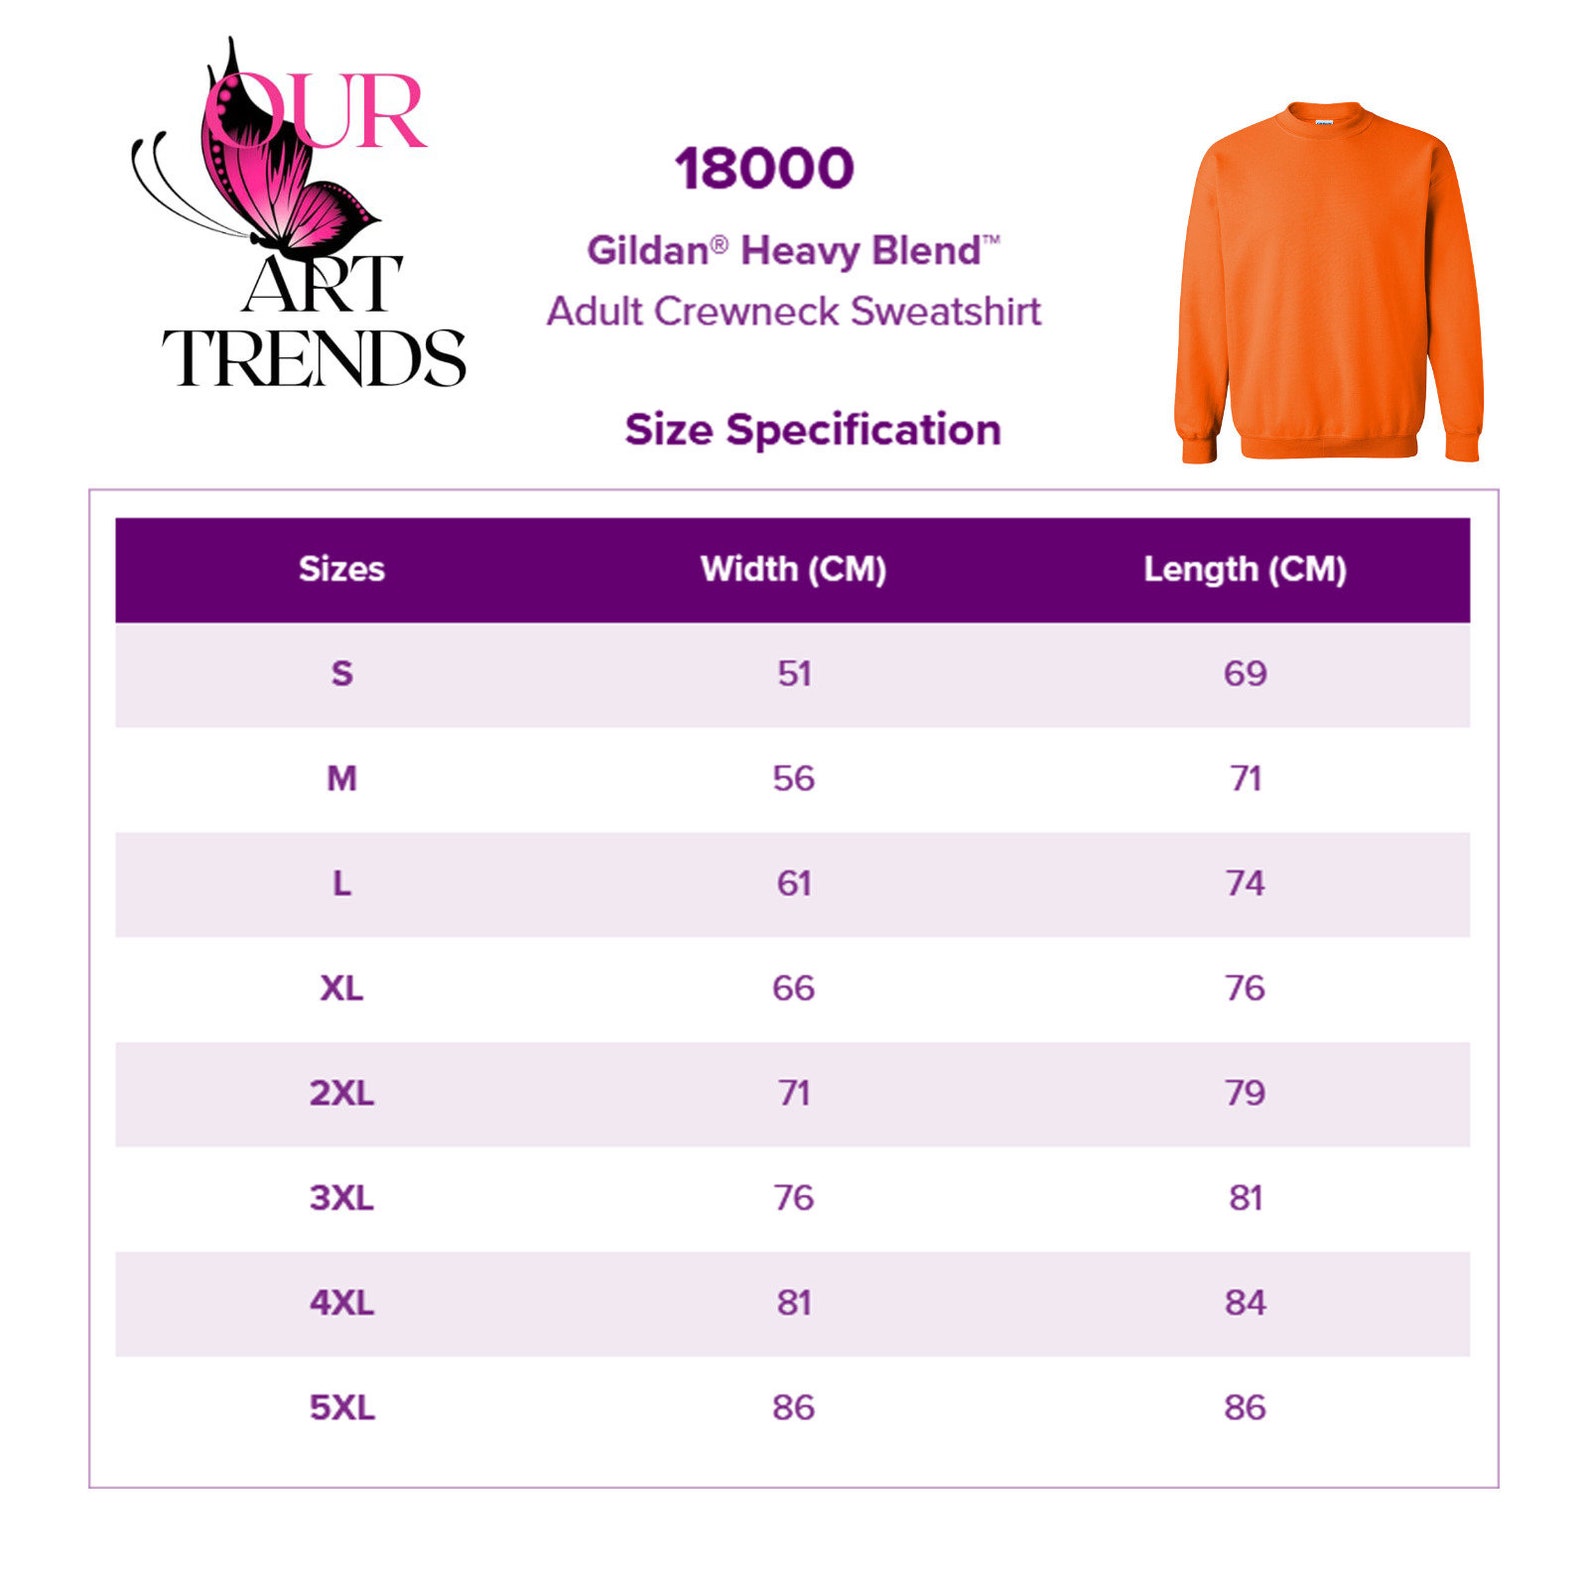 OUR
ART
TRENDS
18000
Gildan® Heavy Blend™
Adult Crewneck Sweatshirt
Size Specification
Sizes Width (CM) Length (CM)
S 51 69
M 56 71
L 61 74
XL 66 76
2XL 71 79
3XL 76 81
4XL 81 84
5XL 86 86